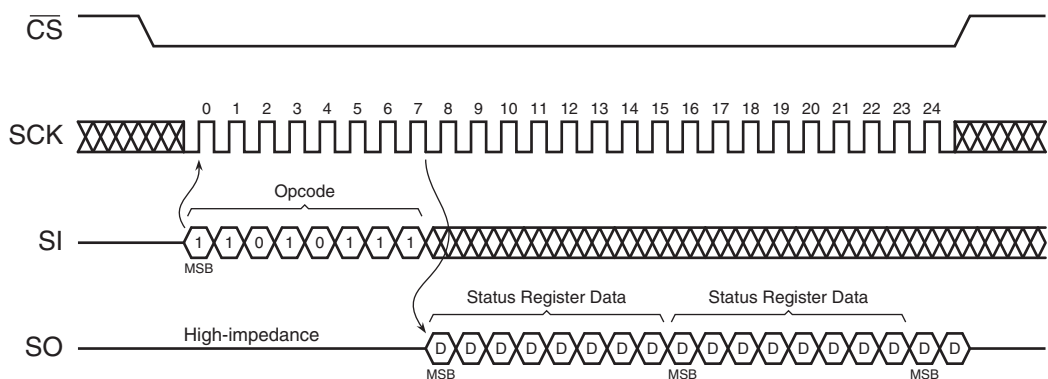 CS
0 1 2 3 4 5 6 7 8 9 10 11 12 13 14 15 16 17 18 19 20 21 22 23 24
SCK
Opcode
SI 1 1 0 1 0 1 1 1
MSB
Status Register Data Status Register Data
High-impedance
SO D D D D D D D D D D D D D D D D D D
MSB MSB MSB